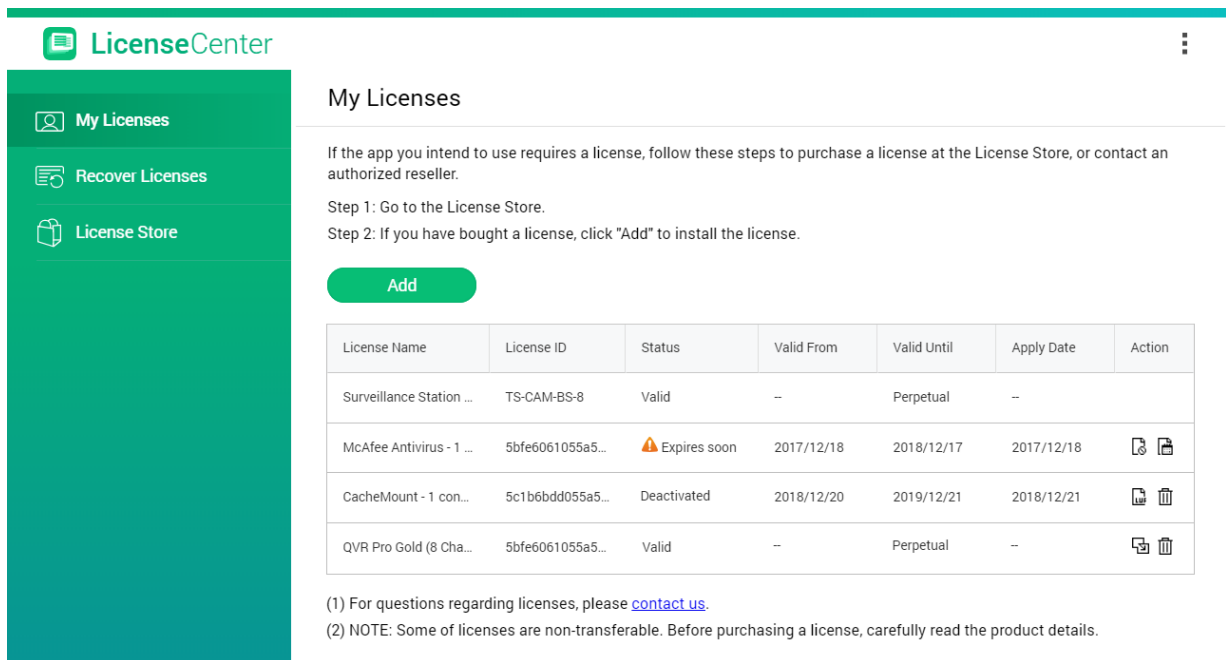 LicenseCenter
My Licenses
Recover Licenses
License Store
My Licenses
If the app you intend to use requires a license, follow these steps to purchase a license at the License Store, or contact an
authorized reseller.
Step 1: Go to the License Store.
Step 2: If you have bought a license, click "Add" to install the license.
Add
License Name License ID Status Valid From Valid Until Apply Date Action
Surveillance Station ... TS-CAM-BS-8 Valid -- Perpetual --
McAfee Antivirus - 1 ... 5bfe6061055a5... Expires soon 2017/12/18 2018/12/17 2017/12/18
CacheMount - 1 con... 5c1b6bdd055a5... Deactivated 2018/12/20 2019/12/21 2018/12/21
QVR Pro Gold (8 Cha... 5bfe6061055a5... Valid -- Perpetual --
(1) For questions regarding licenses, please contact us.
(2) NOTE: Some of licenses are non-transferable. Before purchasing a license, carefully read the product details.